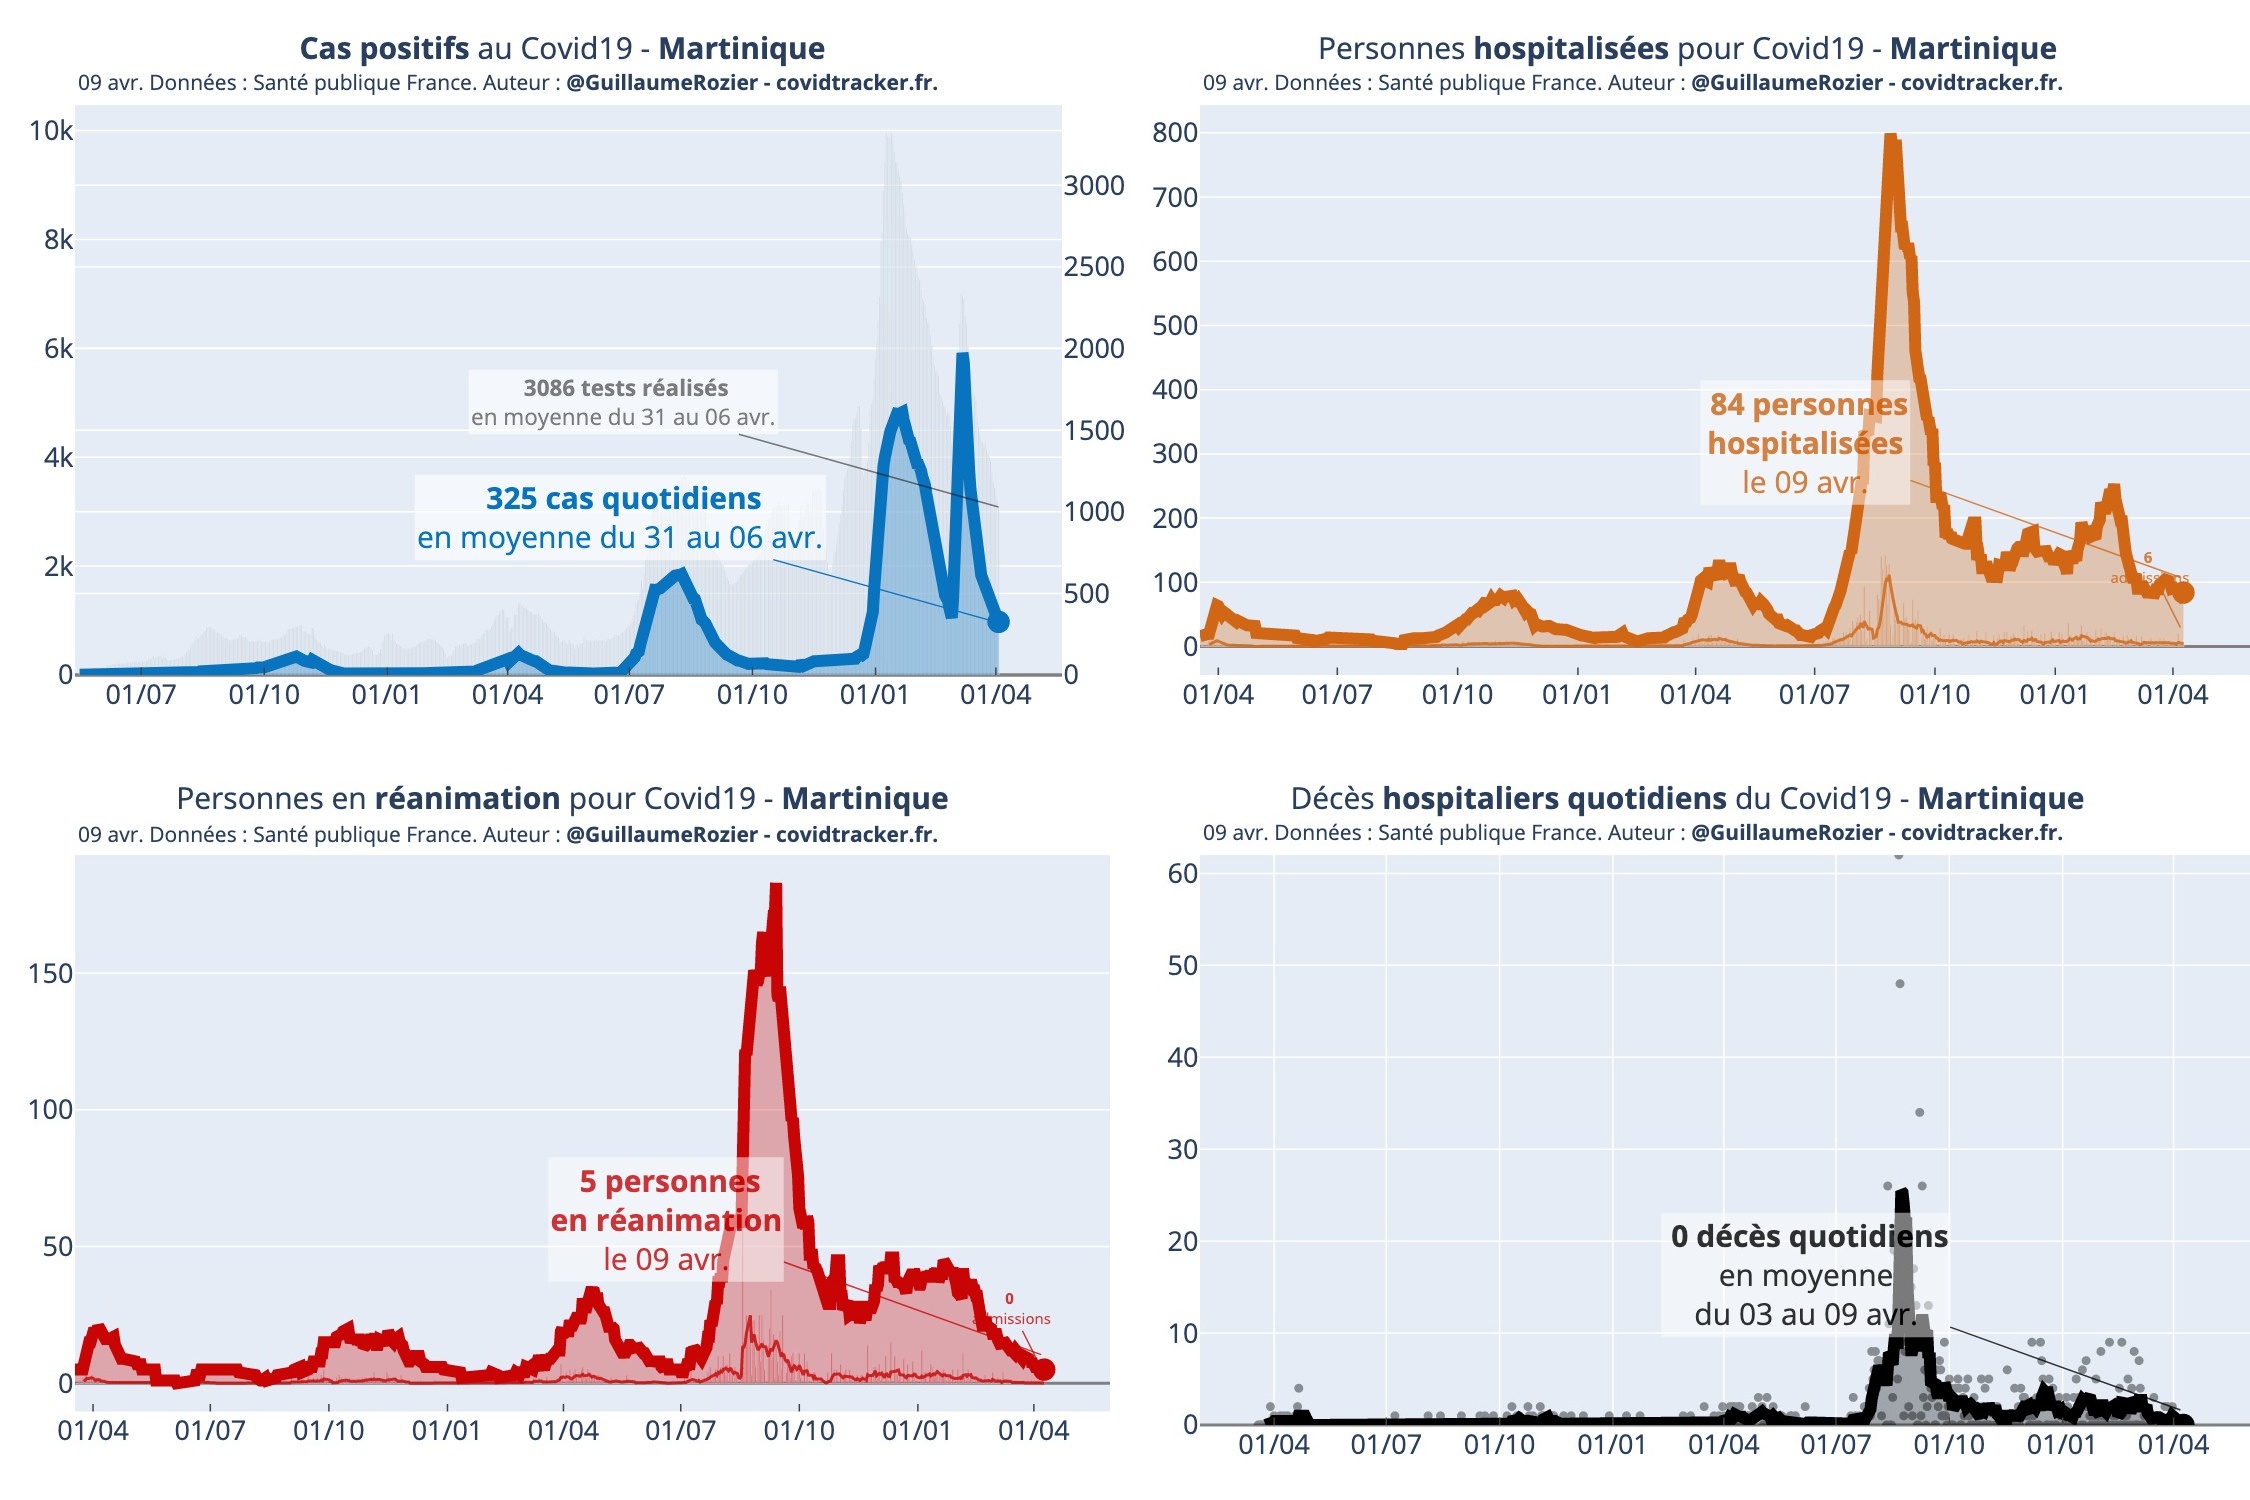 Cas positifs au Covid19 - Martinique
09 avr. Données : Santé publique France. Auteur : @GuillaumeRozier - covidtracker.fr.
10k
8k
6k
4k
2k
0
3000
2500
2000
1500
1000
500
0
3086 tests réalisés
en moyenne du 31 au 06 avr.
325 cas quotidiens
en moyenne du 31 au 06 avr.
01/07 01/10 01/01 01/04 01/07 01/10 01/01 01/04
Personnes hospitalisées pour Covid19 - Martinique
09 avr. Données : Santé publique France. Auteur : @GuillaumeRozier - covidtracker.fr.
800
700
600
500
400
300
200
100
0
84 personnes
hospitalisées
le 09 avr.
6
admissions
01/04 01/07 01/10 01/01 01/04 01/07 01/10 01/01 01/04
Personnes en réanimation pour Covid19 - Martinique
09 avr. Données : Santé publique France. Auteur : @GuillaumeRozier - covidtracker.fr.
150
100
50
0
5 personnes
en réanimation
le 09 avr.
0
admissions
01/04 01/07 01/10 01/01 01/04 01/07 01/10 01/01 01/04
Décès hospitaliers quotidiens du Covid19 - Martinique
09 avr. Données : Santé publique France. Auteur : @GuillaumeRozier - covidtracker.fr.
60
50
40
30
20
10
0
0 décès quotidiens
en moyenne
du 03 au 09 avr.
01/04 01/07 01/10 01/01 01/04 01/07 01/10 01/01 01/04